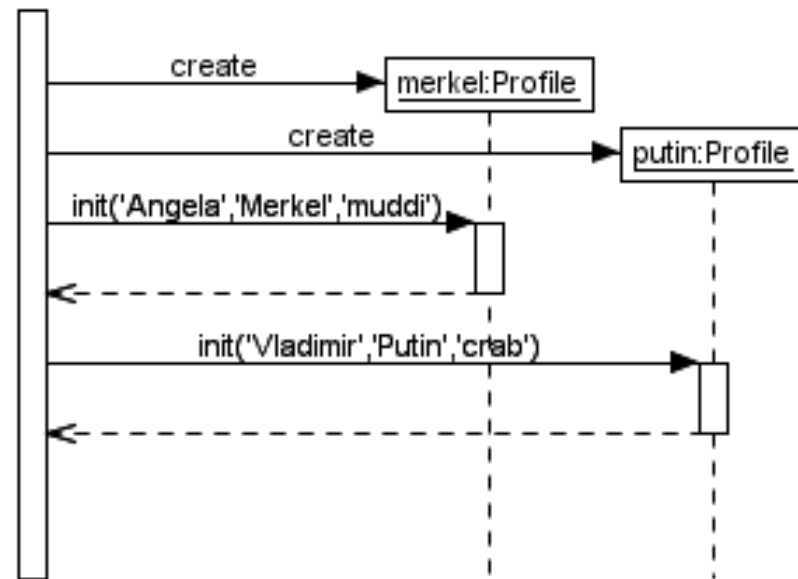 create
merkel:Profile
create
putin:Profile
init('Angela','Merkel','muddi')
init('Vladimir','Putin','crab')